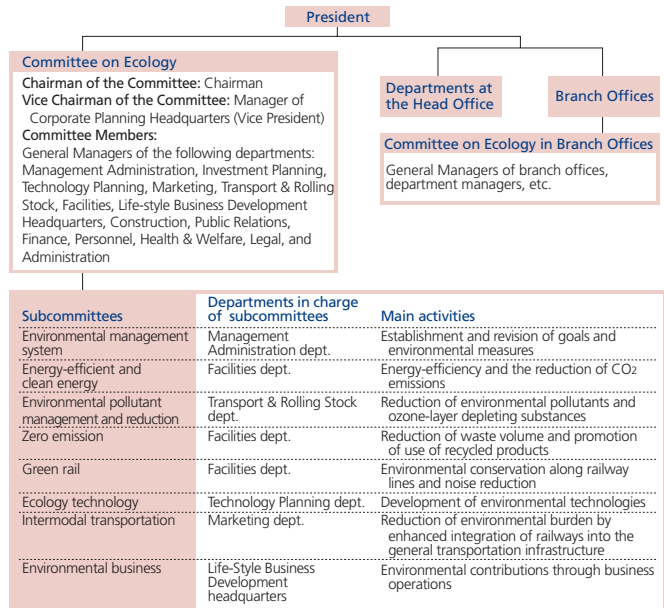 President
Committee on Ecology
Chairman of the Committee: Chairman
Vice Chairman of the Committee: Manager of
Corporate Planning Headquarters (Vice President)
Committee Members:
General Managers of the following departments:
Management Administration, Investment Planning,
Technology Planning, Marketing, Transport & Rolling
Stock, Facilities, Life-style Business Development
Headquarters, Construction, Public Relations,
Finance, Personnel, Health & Welfare, Legal, and
Administration
Departments at
the Head Office
Branch Offices
Committee on Ecology in Branch Offices
General Managers of branch offices,
department managers, etc.
Subcommittees
Departments in charge
of subcommittees
Main activities
Environmental management
system
Management
Administration dept.
Establishment and revision of goals and
environmental measures
Energy-efficient and
clean energy
Facilities dept.
Energy-efficiency and the reduction of CO2
emissions
Environmental pollutant
management and reduction
Transport & Rolling Stock
dept.
Reduction of environmental pollutants and
ozone-layer depleting substances
Zero emission
Facilities dept.
Reduction of waste volume and promotion
of use of recycled products
Green rail
Facilities dept.
Environmental conservation along railway
lines and noise reduction
Ecology technology
Technology Planning dept.
Development of environmental technologies
Intermodal transportation
Marketing dept.
Reduction of environmental burden by
enhanced integration of railways into the
general transportation infrastructure
Environmental business
Life-Style Business
Development
headquarters
Environmental contributions through business
operations